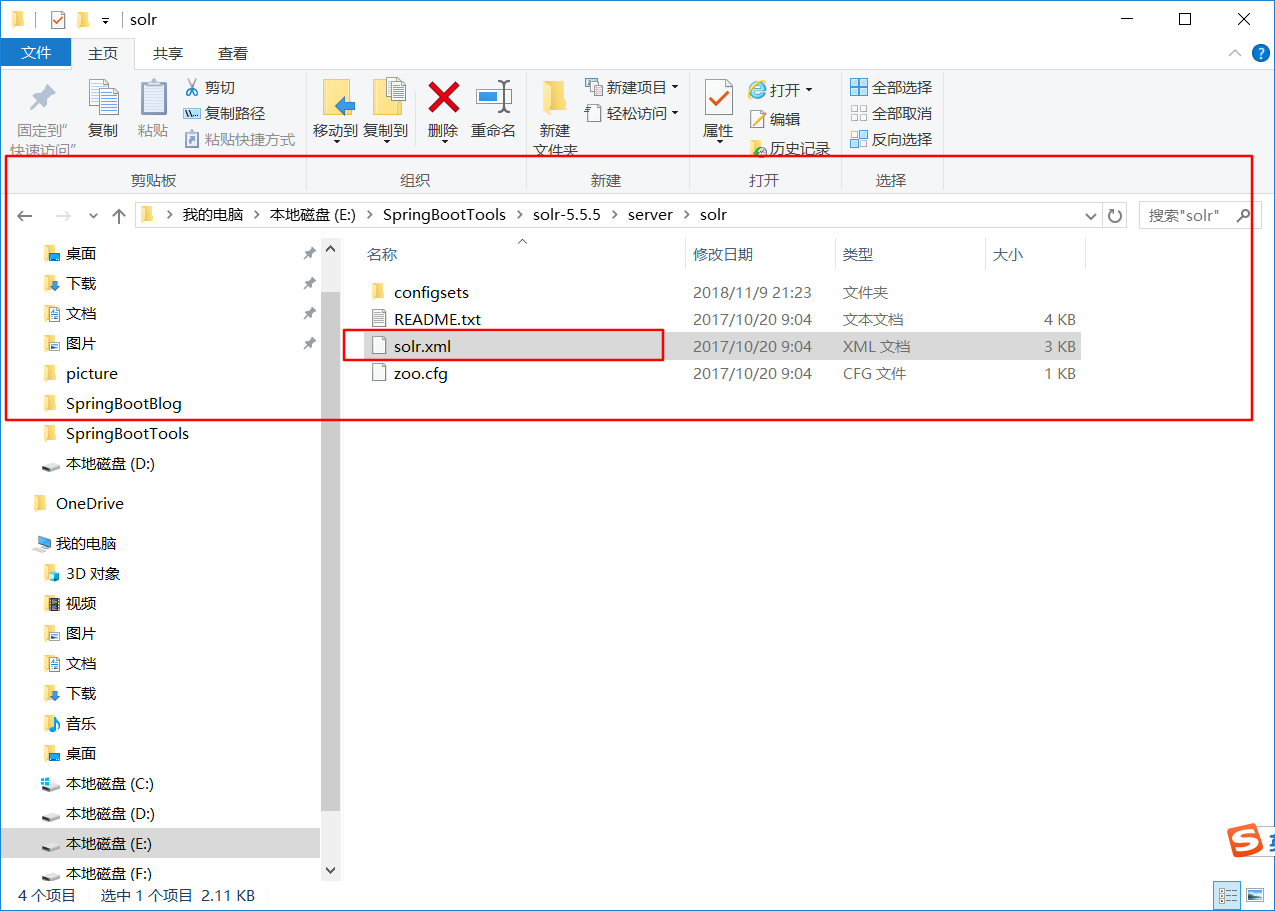 solr
文件 主页 共享 查看
固定到"快速访问"
复制
粘贴
剪切
复制路径
粘贴快捷方式
移动到 复制到
删除 重命名
新建文件夹
新建项目
轻松访问
属性
打开
编辑
历史记录
全部选择
全部取消
反向选择
剪贴板 组织 新建 打开 选择
我的电脑 本地磁盘 (E:) SpringBootTools solr-5.5.5 server solr
搜索"solr"
名称 修改日期 类型 大小
configsets 2018/11/9 21:23 文件夹
README.txt 2017/10/20 9:04 文本文档 4 KB
solr.xml 2017/10/20 9:04 XML 文档 3 KB
zoo.cfg 2017/10/20 9:04 CFG 文件 1 KB
桌面
下载
文档
图片
picture
SpringBootBlog
SpringBootTools
本地磁盘 (D:)
OneDrive
我的电脑
3D 对象
视频
图片
文档
下载
音乐
桌面
本地磁盘 (C:)
本地磁盘 (D:)
本地磁盘 (E:)
本地磁盘 (F:)
4 个项目 选中 1 个项目 2.11 KB